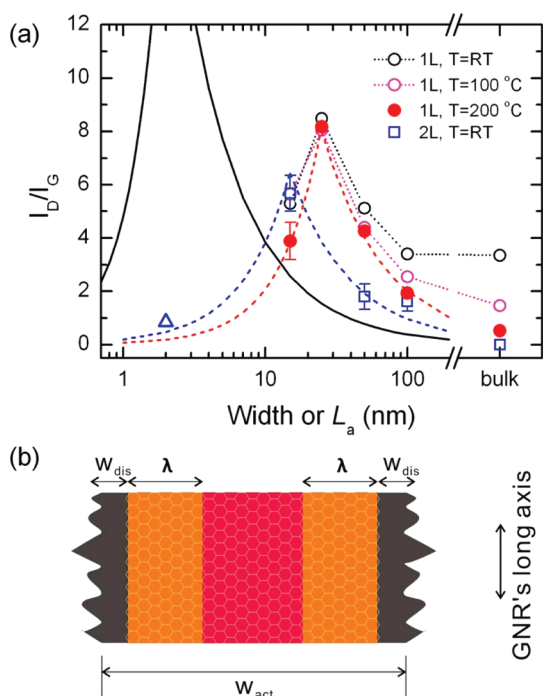 (a)
12
10
8
6
4
2
0
I_D/I_G
1L, T=RT
1L, T=100 °C
1L, T=200 °C
2L, T=RT
1 10 100 bulk
Width or L_a (nm)
(b)
w_dis λ λ w_dis
GNR's long axis
w_act